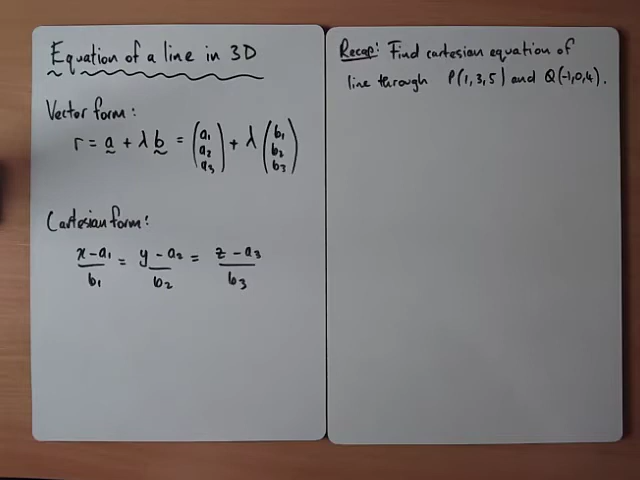 Equation of a line in 3D
Vector form:
r = a + λ b = (a₁ a₂ a₃) + λ (b₁ b₂ b₃)
Cartesian form:
x - a₁ / b₁ = y - a₂ / b₂ = z - a₃ / b₃
Recap: Find cartesian equation of
line through P(1, 3, 5) and Q(-1, 0, 4).